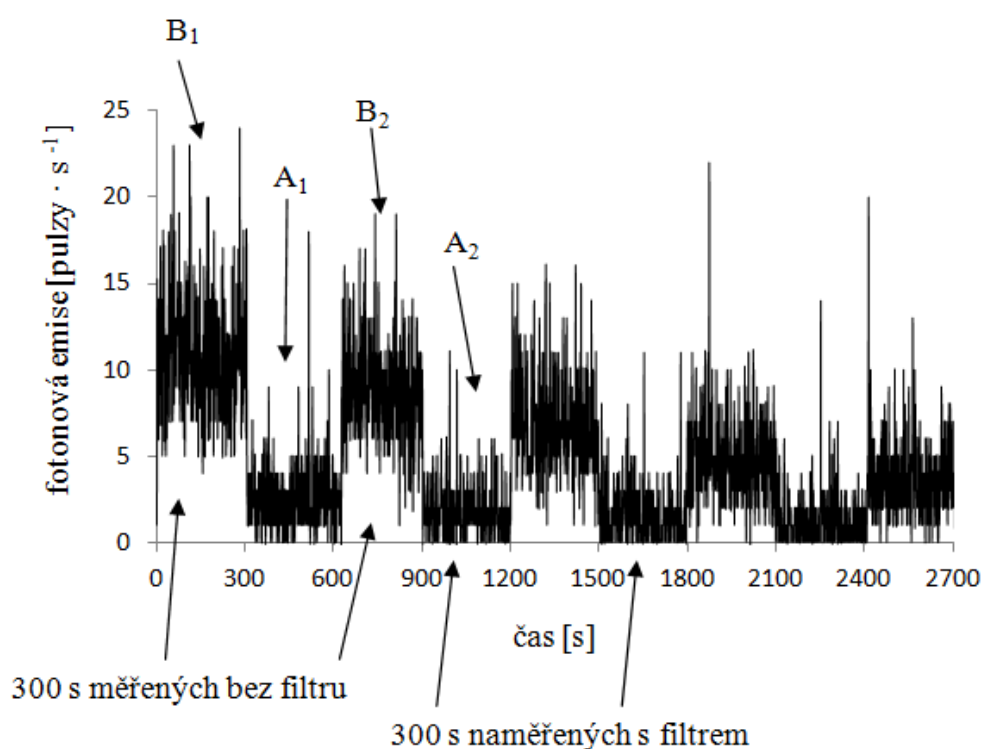 B1
B2
A1
A2
fotonová emise[pulzy · s -1]
25
20
15
10
5
0
0 300 600 900 1200 1500 1800 2100 2400 2700
čas [s]
300 s měřených bez filtru
300 s naměřených s filtrem